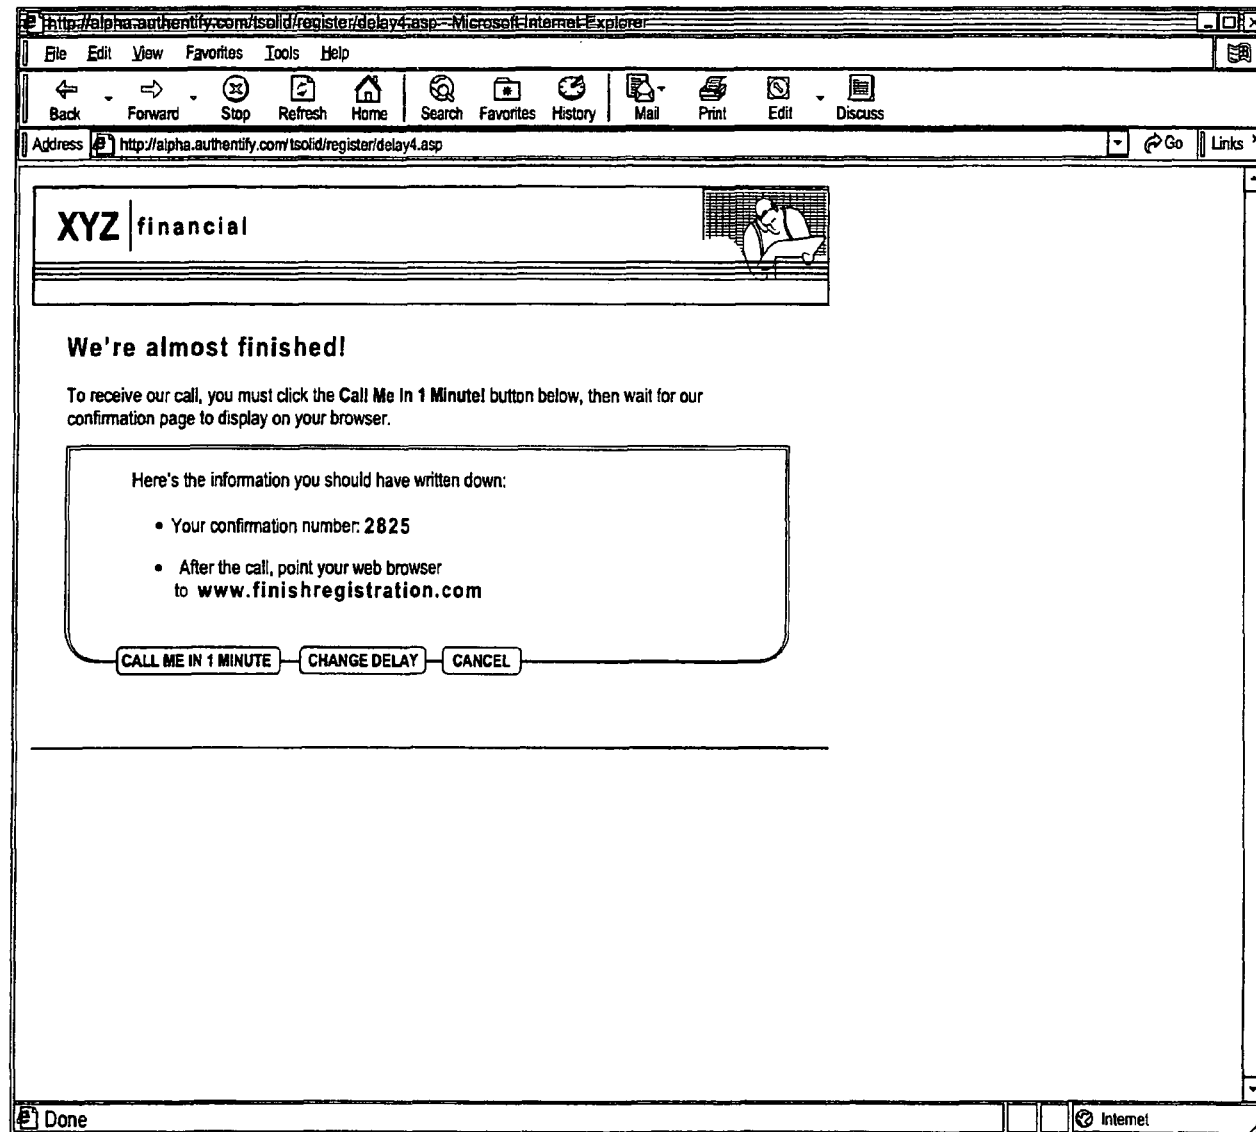 http://alpha.authentify.com/tsolid/register/delay4.asp - Microsoft Internet Explorer
File Edit View Favorites Tools Help
Back Forward Stop Refresh Home Search Favorites History Mail Print Edit Discuss
Address http://alpha.authentify.com/tsolid/register/delay4.asp Go Links »
XYZ financial
We're almost finished!
To receive our call, you must click the Call Me In 1 Minute! button below, then wait for our
confirmation page to display on your browser.
Here's the information you should have written down:
• Your confirmation number: 2825
• After the call, point your web browser
to www.finishregistration.com
CALL ME IN 1 MINUTE CHANGE DELAY CANCEL
Done Internet